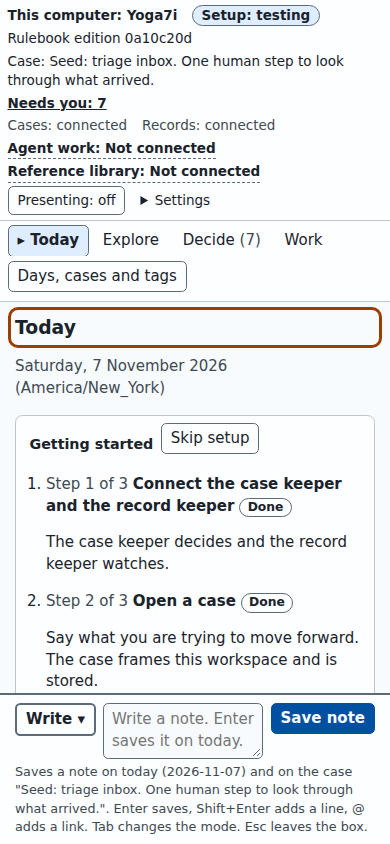 This computer: Yoga7i Setup: testing
Rulebook edition 0a10c20d
Case: Seed: triage inbox. One human step to look
through what arrived.
Needs you: 7
Cases: connected Records: connected
Agent work: Not connected
Reference library: Not connected
Presenting: off ▶ Settings
▸ Today Explore Decide (7) Work
Days, cases and tags
Today
Saturday, 7 November 2026
(America/New_York)
Getting started Skip setup
1. Step 1 of 3 Connect the case keeper
and the record keeper Done
The case keeper decides and the record
keeper watches.
2. Step 2 of 3 Open a case Done
Say what you are trying to move forward.
The case frames this workspace and is
stored.
Write ▾ Write a note. Enter Save note
saves it on today.
Saves a note on today (2026-11-07) and on the case
"Seed: triage inbox. One human step to look through
what arrived.". Enter saves, Shift+Enter adds a line, @
adds a link. Tab changes the mode. Esc leaves the box.